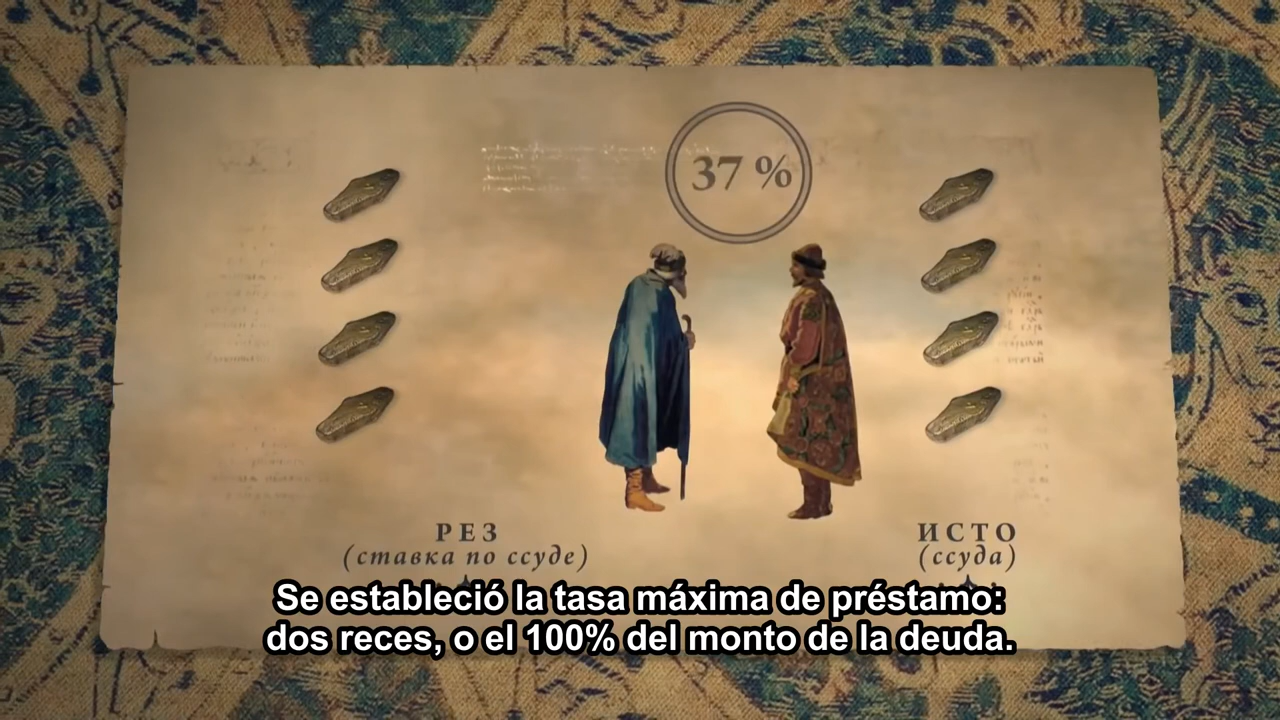 37 %
РЕЗ
(ставка по ссуде)
ИСТО
(ссуда)
Se estableció la tasa máxima de préstamo:
dos reces, o el 100% del monto de la deuda.